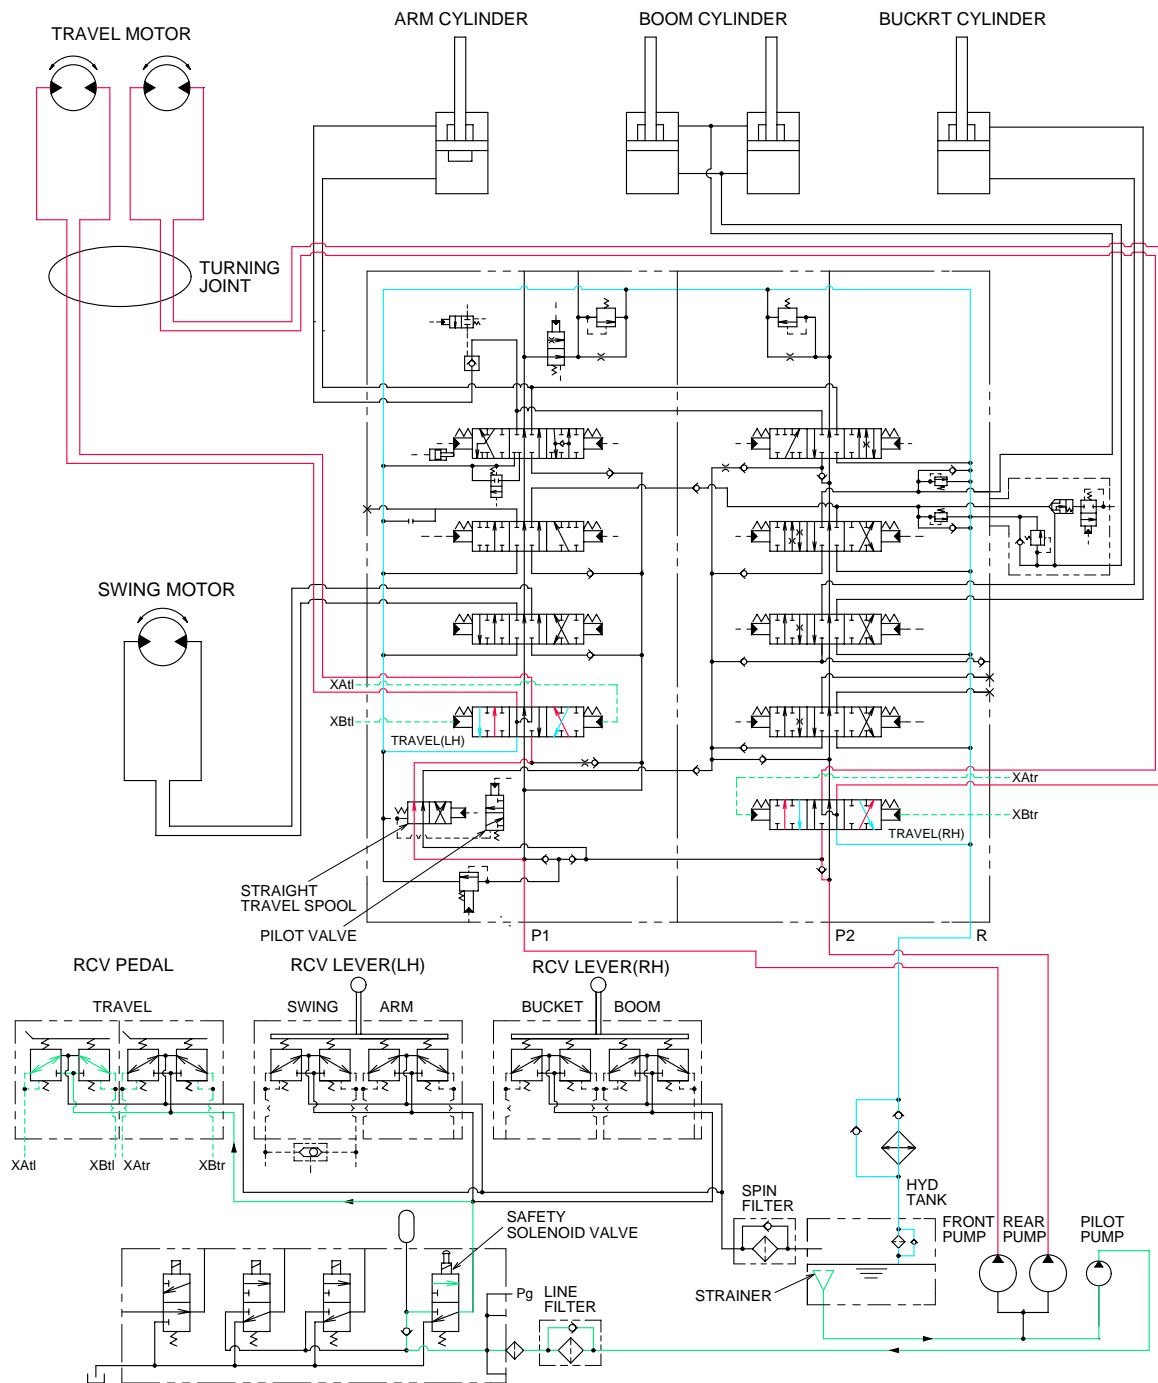 ARM CYLINDER
BOOM CYLINDER
BUCKRT CYLINDER
TRAVEL MOTOR
TURNING
JOINT
SWING MOTOR
XAtl
XBtl
TRAVEL(LH)
XAtr
XBtr
TRAVEL(RH)
STRAIGHT
TRAVEL SPOOL
PILOT VALVE
P1
P2
R
RCV PEDAL
RCV LEVER(LH)
RCV LEVER(RH)
TRAVEL
SWING
ARM
BUCKET
BOOM
XAtl
XBtl
XAtr
XBtr
SAFETY
SOLENOID VALVE
SPIN
FILTER
HYD
TANK
FRONT
PUMP
REAR
PUMP
PILOT
PUMP
Pg
LINE
FILTER
STRAINER